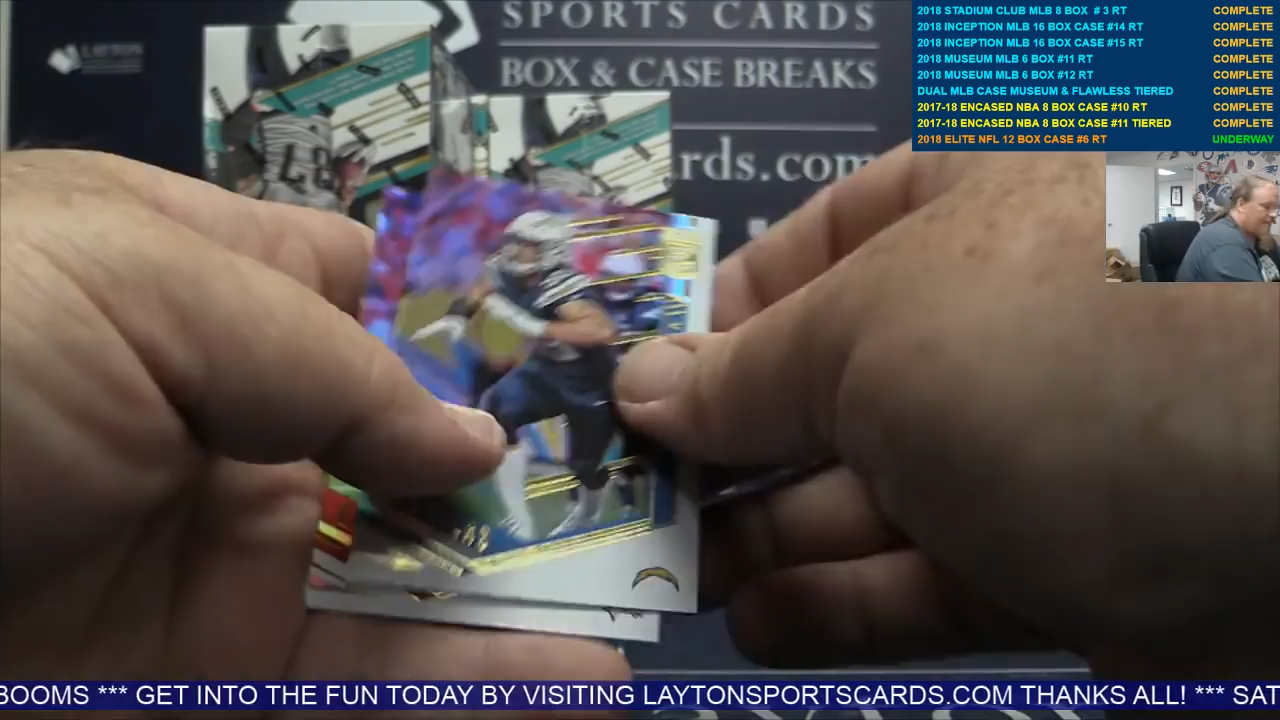 SPORTS CARDS
BOX & CASE BREAKS
rds.com
LAYTON
2018 STADIUM CLUB MLB 8 BOX # 3 RT COMPLETE
2018 INCEPTION MLB 16 BOX CASE #14 RT COMPLETE
2018 INCEPTION MLB 16 BOX CASE #15 RT COMPLETE
2018 MUSEUM MLB 6 BOX #11 RT COMPLETE
2018 MUSEUM MLB 6 BOX #12 RT COMPLETE
DUAL MLB CASE MUSEUM & FLAWLESS TIERED COMPLETE
2017-18 ENCASED NBA 8 BOX CASE #10 RT COMPLETE
2017-18 ENCASED NBA 8 BOX CASE #11 TIERED COMPLETE
2018 ELITE NFL 12 BOX CASE #6 RT UNDERWAY
BOOMS *** GET INTO THE FUN TODAY BY VISITING LAYTONSPORTSCARDS.COM THANKS ALL! *** SAT